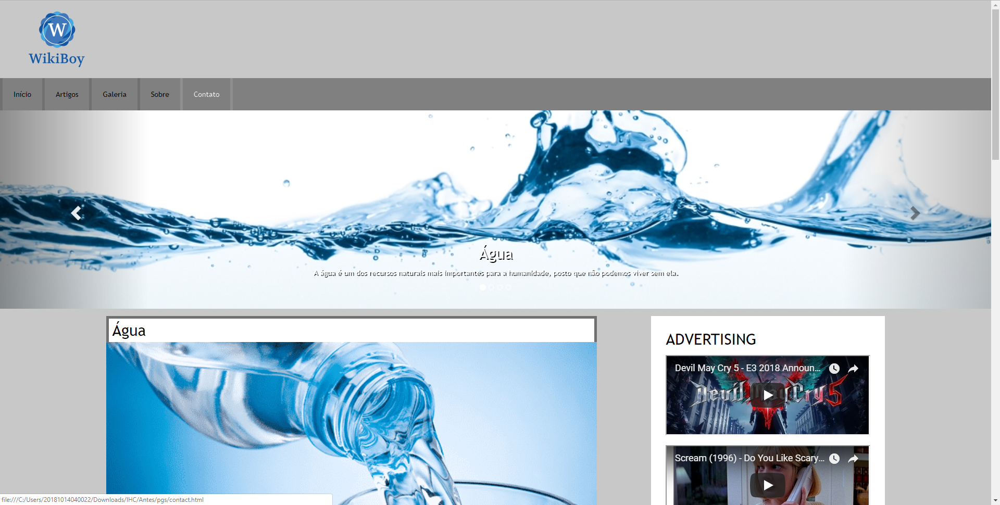 W
WikiBoy
Início Artigos Galeria Sobre Contato
Água
A água é um dos recursos naturais mais importantes para a humanidade, posto que não podemos viver sem ela.
Água
ADVERTISING
Devil May Cry 5 - E3 2018 Announ...
Devil May Cry 5
Scream (1996) - Do You Like Scary...
file:///C:/Users/20181014040022/Downloads/IHC/Antes/pgs/contact.html